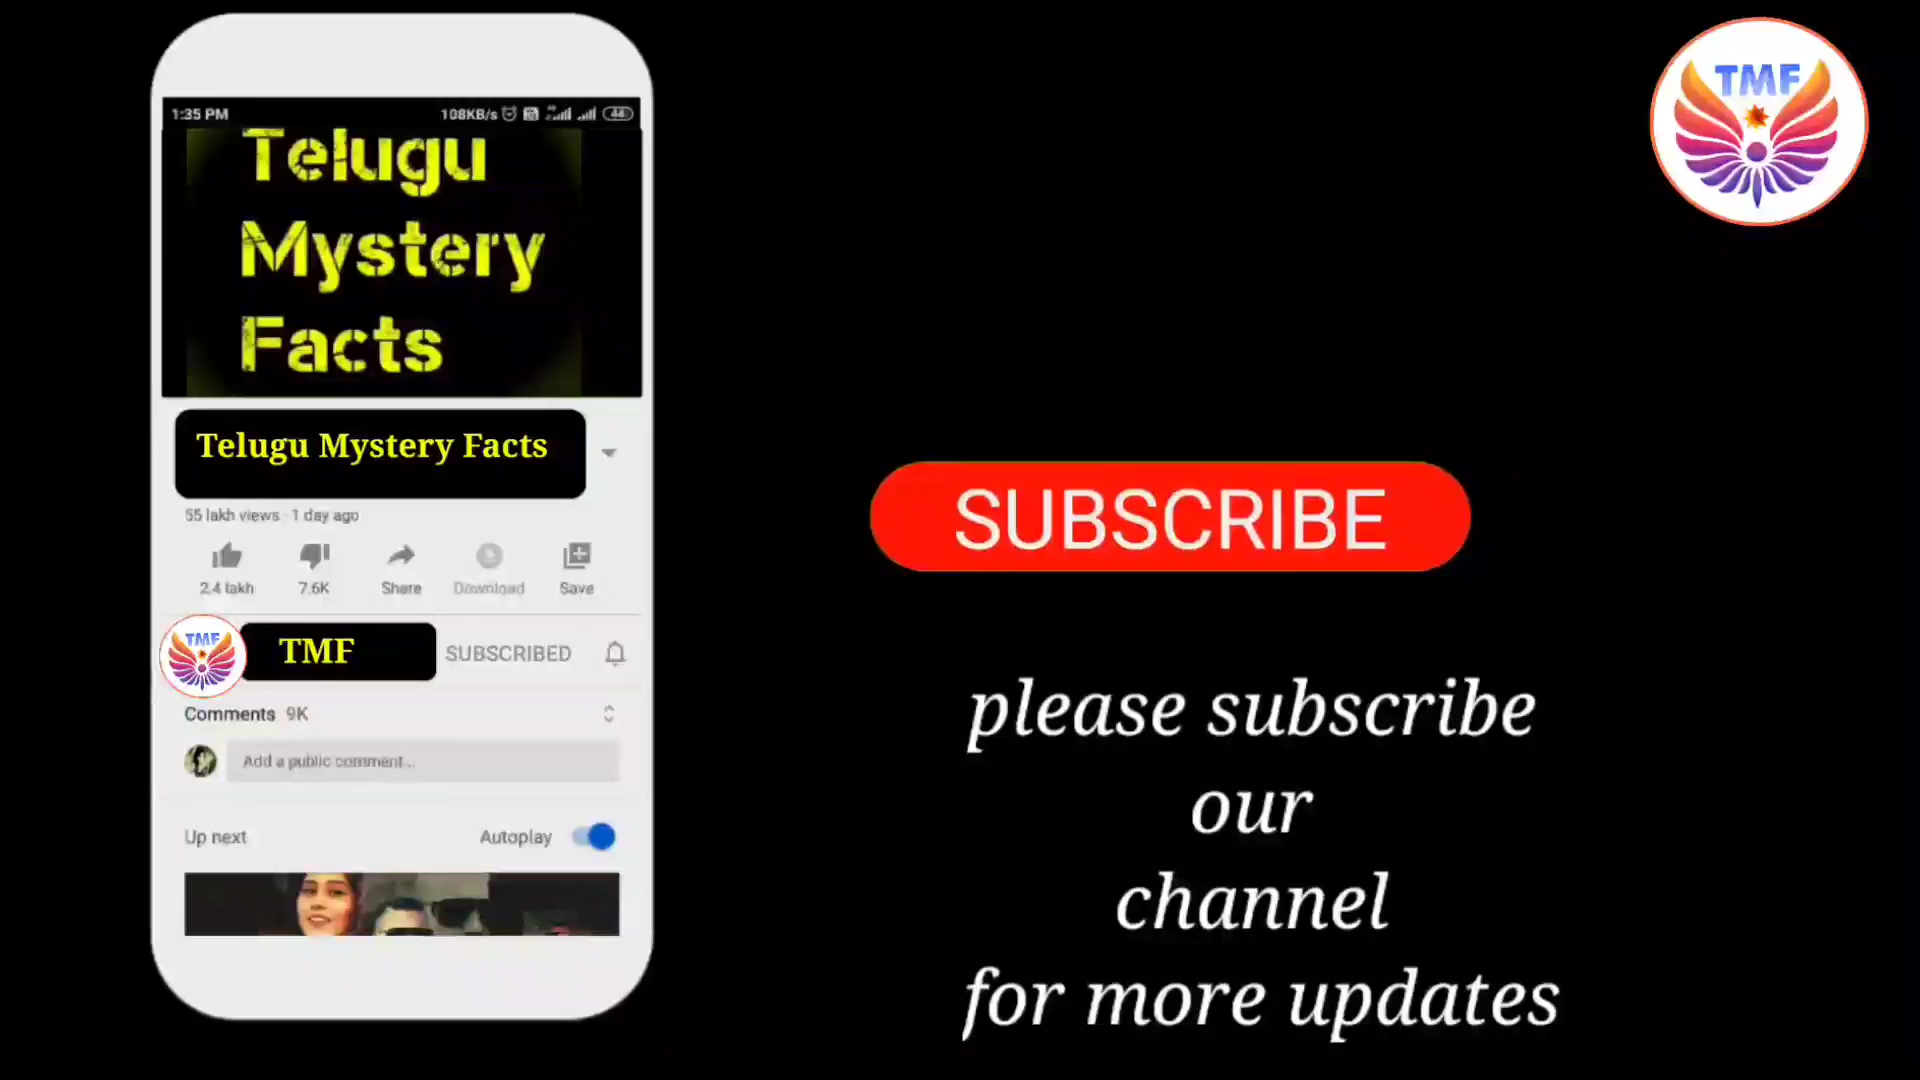 1:35 PM 108KB/s 44
Telugu
Mystery
Facts
Telugu Mystery Facts
55 lakh views · 1 day ago
2.4 lakh 7.6K Share Download Save
TMF TMF SUBSCRIBED
Comments 9K
Add a public comment...
Up next Autoplay
TMF
SUBSCRIBE
please subscribe
our
channel
for more updates